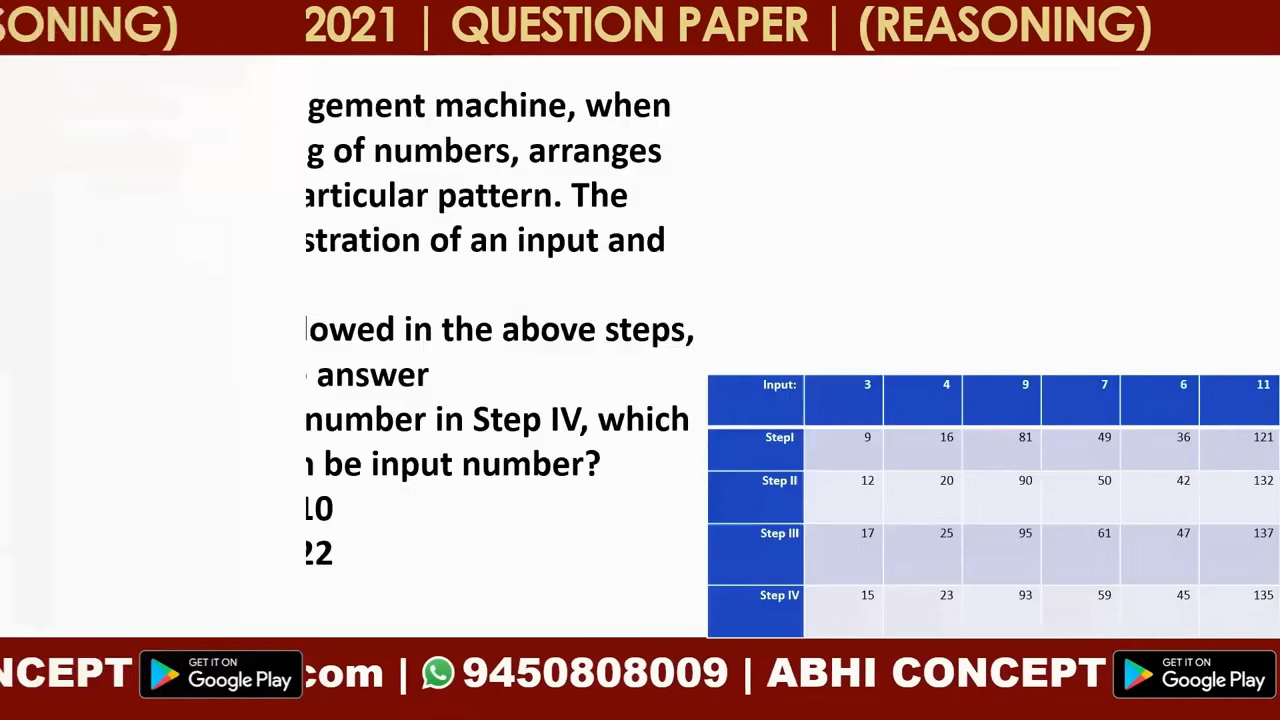 SONING) 2021 | QUESTION PAPER | (REASONING)
gement machine, when
g of numbers, arranges
articular pattern. The
stration of an input and
lowed in the above steps,
answer
number in Step IV, which
n be input number?
10
22
Input: 3 4 9 7 6 11
StepI 9 16 81 49 36 121
Step II 12 20 90 50 42 132
Step III 17 25 95 61 47 137
Step IV 15 23 93 59 45 135
NCEPT GET IT ON Google Play .com | 9450808009 | ABHI CONCEPT GET IT ON Google Play